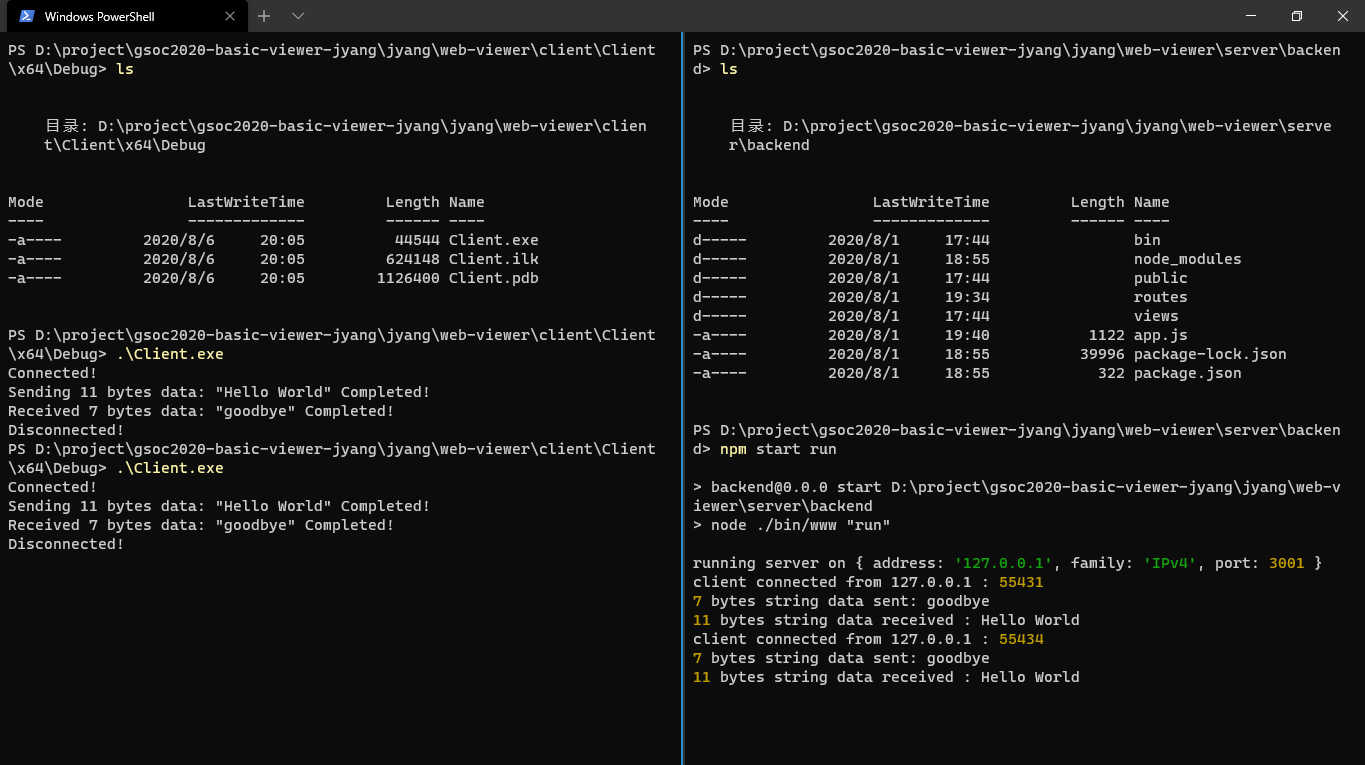 Windows PowerShell
PS D:\project\gsoc2020-basic-viewer-jyang\jyang\web-viewer\client\Client
\x64\Debug> ls
目录: D:\project\gsoc2020-basic-viewer-jyang\jyang\web-viewer\clien
t\Client\x64\Debug
Mode                LastWriteTime         Length Name
----                -------------         ------ ----
-a----         2020/8/6     20:05          44544 Client.exe
-a----         2020/8/6     20:05         624148 Client.ilk
-a----         2020/8/6     20:05        1126400 Client.pdb
PS D:\project\gsoc2020-basic-viewer-jyang\jyang\web-viewer\client\Client
\x64\Debug> .\Client.exe
Connected!
Sending 11 bytes data: "Hello World" Completed!
Received 7 bytes data: "goodbye" Completed!
Disconnected!
PS D:\project\gsoc2020-basic-viewer-jyang\jyang\web-viewer\client\Client
\x64\Debug> .\Client.exe
Connected!
Sending 11 bytes data: "Hello World" Completed!
Received 7 bytes data: "goodbye" Completed!
Disconnected!
PS D:\project\gsoc2020-basic-viewer-jyang\jyang\web-viewer\server\backen
d> ls
目录: D:\project\gsoc2020-basic-viewer-jyang\jyang\web-viewer\serve
r\backend
Mode                LastWriteTime         Length Name
----                -------------         ------ ----
d-----         2020/8/1     17:44                bin
d-----         2020/8/1     18:55                node_modules
d-----         2020/8/1     17:44                public
d-----         2020/8/1     19:34                routes
d-----         2020/8/1     17:44                views
-a----         2020/8/1     19:40           1122 app.js
-a----         2020/8/1     18:55          39996 package-lock.json
-a----         2020/8/1     18:55            322 package.json
PS D:\project\gsoc2020-basic-viewer-jyang\jyang\web-viewer\server\backen
d> npm start run
> backend@0.0.0 start D:\project\gsoc2020-basic-viewer-jyang\jyang\web-v
iewer\server\backend
> node ./bin/www "run"
running server on { address: '127.0.0.1', family: 'IPv4', port: 3001 }
client connected from 127.0.0.1 : 55431
7 bytes string data sent: goodbye
11 bytes string data received : Hello World
client connected from 127.0.0.1 : 55434
7 bytes string data sent: goodbye
11 bytes string data received : Hello World